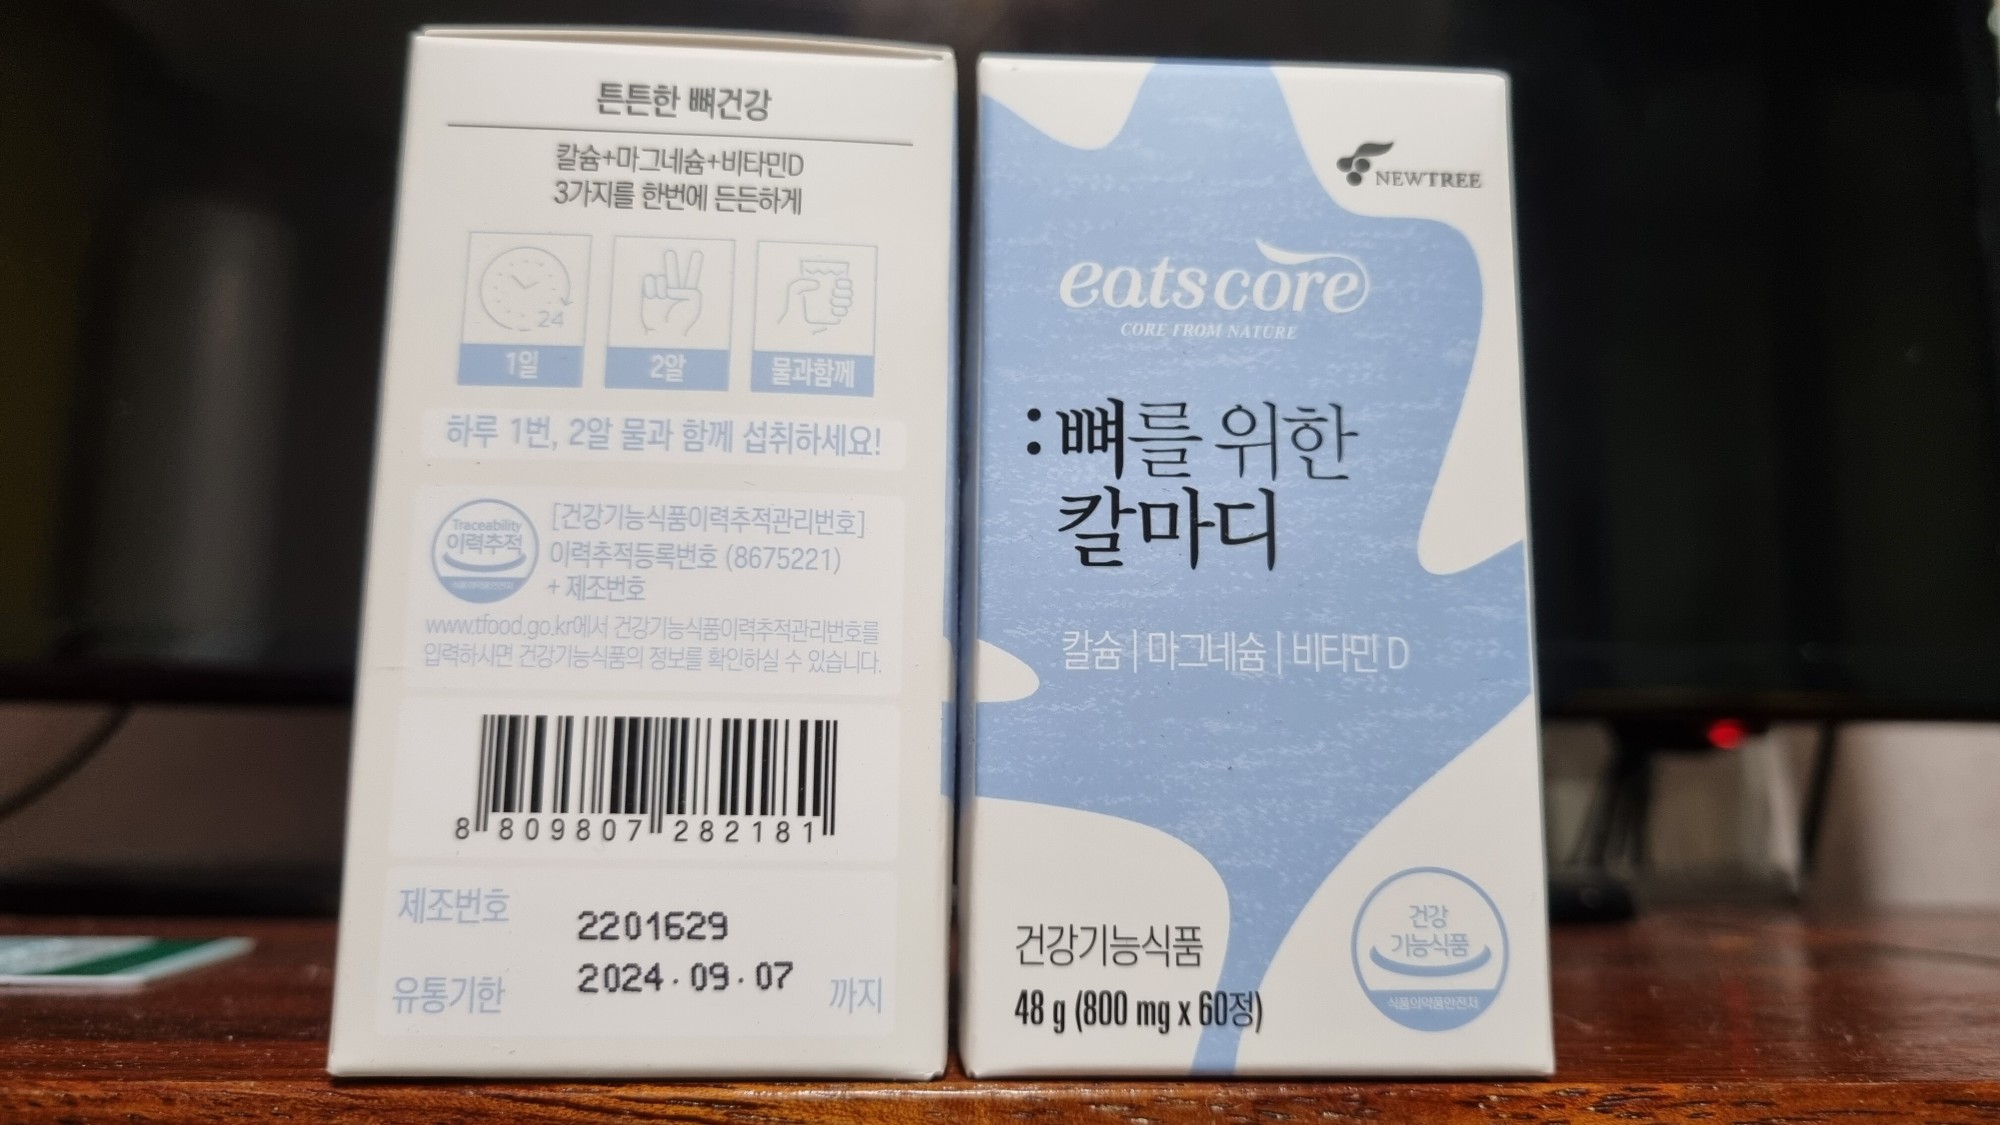 튼튼한 뼈건강
칼슘+마그네슘+비타민D
3가지를 한번에 든든하게
24
1일
2알
물과함께
하루 1번, 2알 물과 함께 섭취하세요!
Traceability
이력추적
식품의약품안전처
[건강기능식품이력추적관리번호]
이력추적등록번호 (8675221)
+ 제조번호
www.tfood.go.kr에서 건강기능식품이력추적관리번호를
입력하시면 건강기능식품의 정보를 확인하실 수 있습니다.
8 809807 282181
제조번호 2201629
유통기한 2024.09.07 까지
NEWTREE
eatscore
CORE FROM NATURE
:뼈를 위한
칼마디
칼슘|마그네슘|비타민 D
건강기능식품
48 g (800 mg x 60정)
건강
기능식품
식품의약품안전처